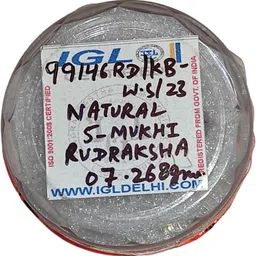 IGL
99146RD/KB-
W.S/23
NATURAL
5-MUKHI
RUDRAKSHA
07.268gm
WWW.IGLDELHI.COM
ISO 9001:2008 CERTIFIED
REGISTERED FROM GOVT. OF INDIA